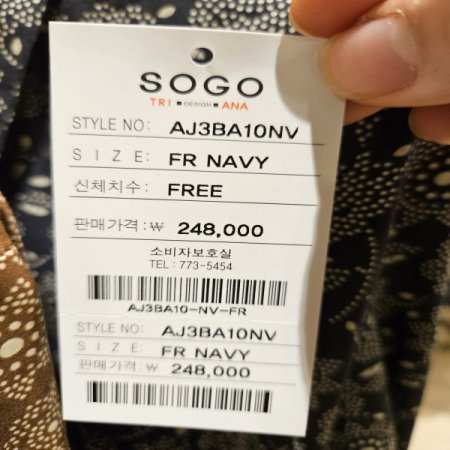 SOGO
TRI DESIGN ANA
STYLE NO: AJ3BA10NV
SIZE: FR NAVY
신체치수: FREE
판매가격:₩ 248,000
소비자보호실
TEL : 773-5454
AJ3BA10-NV-FR
STYLE NO: AJ3BA10NV
SIZE: FR NAVY
판매가격:₩ 248,000